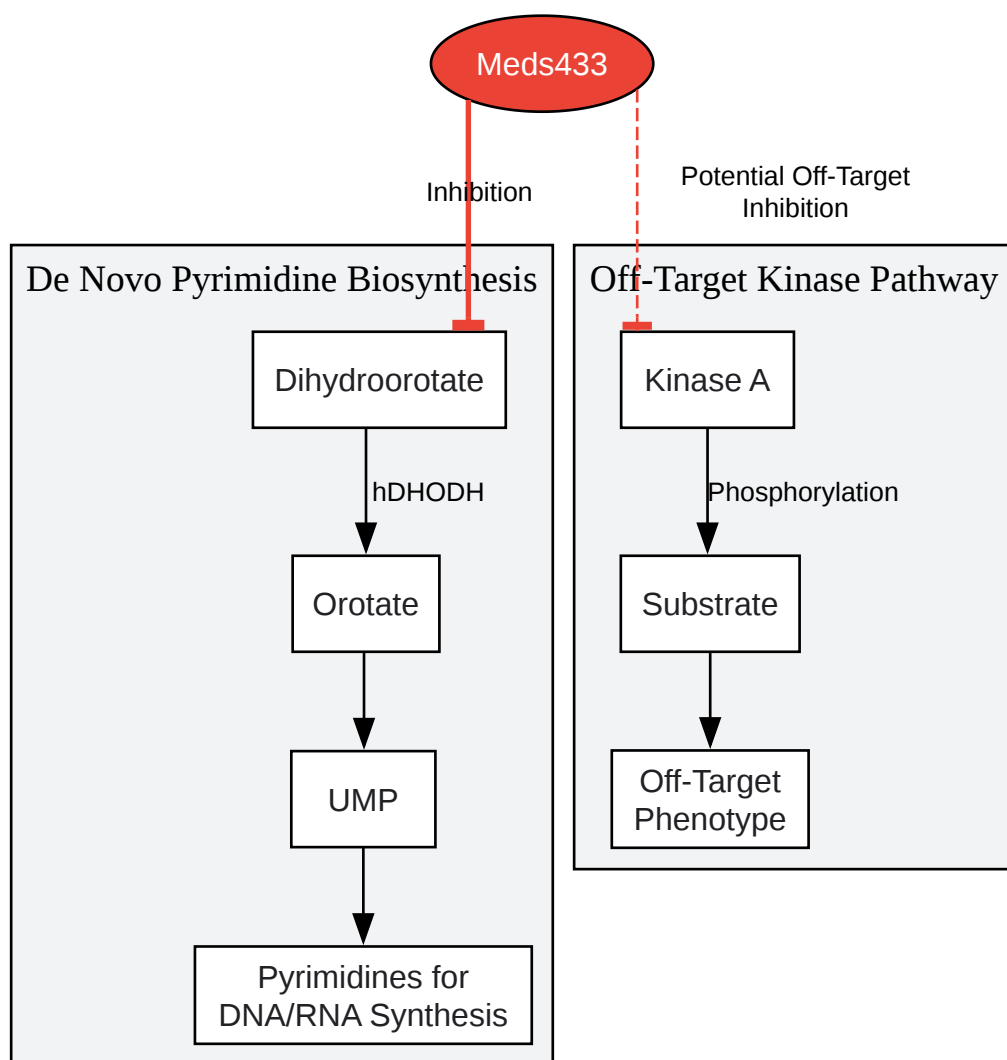 Meds433
Inhibition
Potential Off-Target
Inhibition
De Novo Pyrimidine Biosynthesis
Dihydroorotate
hDHODH
Orotate
UMP
Pyrimidines for
DNA/RNA Synthesis
Off-Target Kinase Pathway
Kinase A
Phosphorylation
Substrate
Off-Target
Phenotype